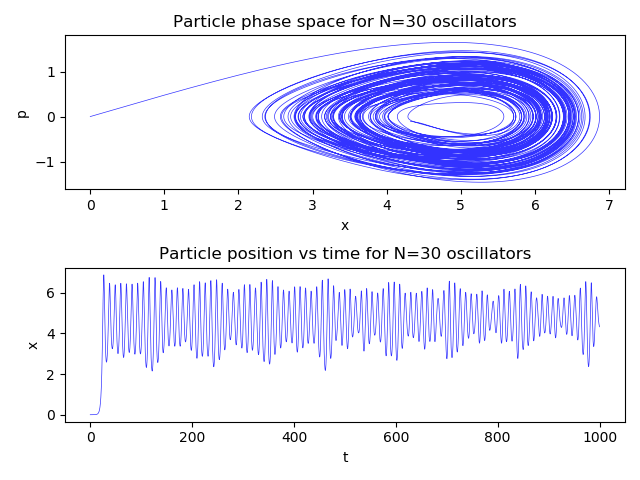 Particle phase space for N=30 oscillators
1
0
−1
p
0 1 2 3 4 5 6 7
x
Particle position vs time for N=30 oscillators
6
4
2
0
x
0 200 400 600 800 1000
t